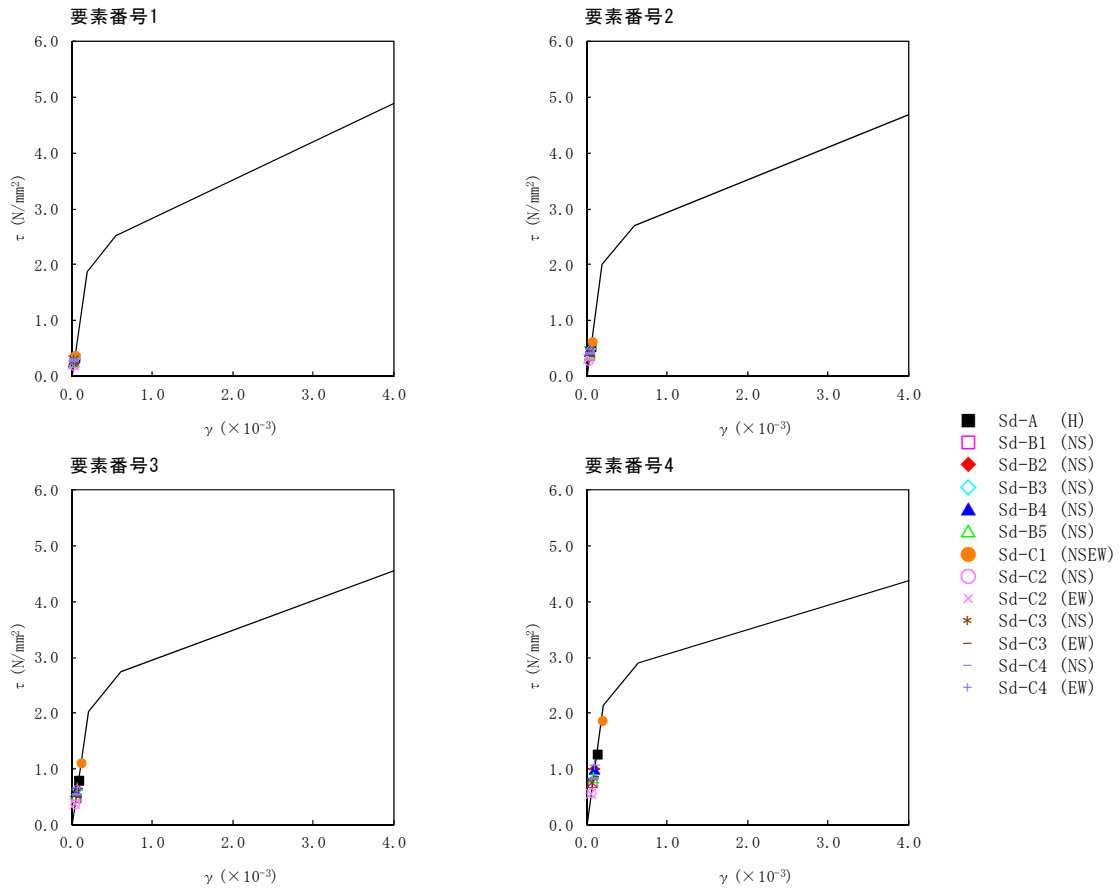 要素番号1
6.0
5.0
4.0
3.0
2.0
1.0
0.0
τ (N/mm²)
0.0 1.0 2.0 3.0 4.0
γ (×10⁻³)
要素番号2
6.0
5.0
4.0
3.0
2.0
1.0
0.0
τ (N/mm²)
0.0 1.0 2.0 3.0 4.0
γ (×10⁻³)
要素番号3
6.0
5.0
4.0
3.0
2.0
1.0
0.0
τ (N/mm²)
0.0 1.0 2.0 3.0 4.0
γ (×10⁻³)
要素番号4
6.0
5.0
4.0
3.0
2.0
1.0
0.0
τ (N/mm²)
0.0 1.0 2.0 3.0 4.0
γ (×10⁻³)
Sd-A (H)
Sd-B1 (NS)
Sd-B2 (NS)
Sd-B3 (NS)
Sd-B4 (NS)
Sd-B5 (NS)
Sd-C1 (NSEW)
Sd-C2 (NS)
Sd-C2 (EW)
Sd-C3 (NS)
Sd-C3 (EW)
Sd-C4 (NS)
Sd-C4 (EW)